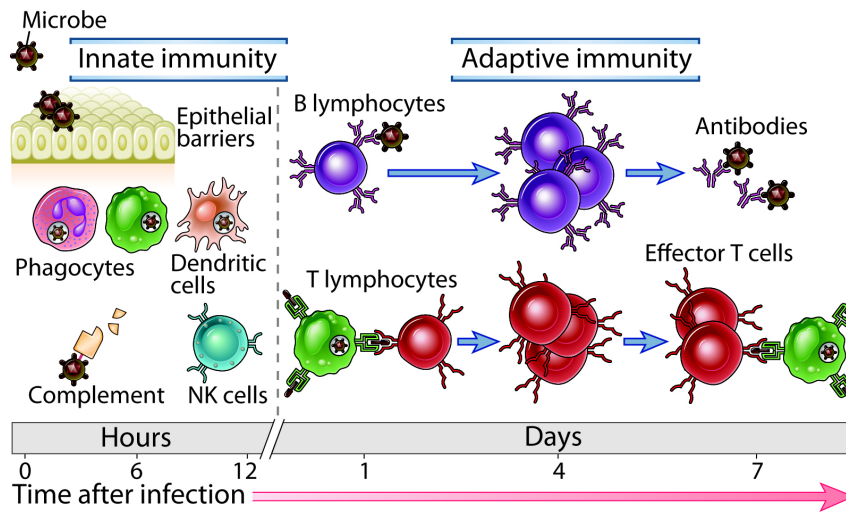 Microbe
Innate immunity
Adaptive immunity
Epithelial
barriers
B lymphocytes
Antibodies
Phagocytes
Dendritic
cells
T lymphocytes
Effector T cells
Complement
NK cells
Hours
Days
0
6
12
1
4
7
Time after infection